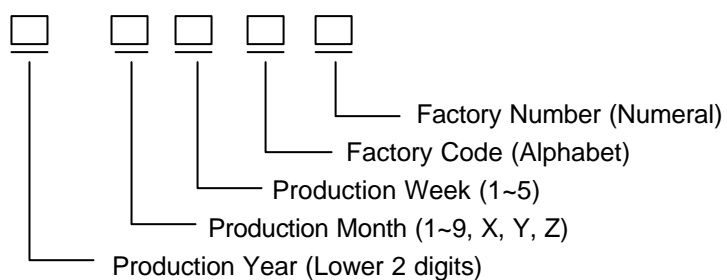 Factory Number (Numeral)
Factory Code (Alphabet)
Production Week (1~5)
Production Month (1~9, X, Y, Z)
Production Year (Lower 2 digits)